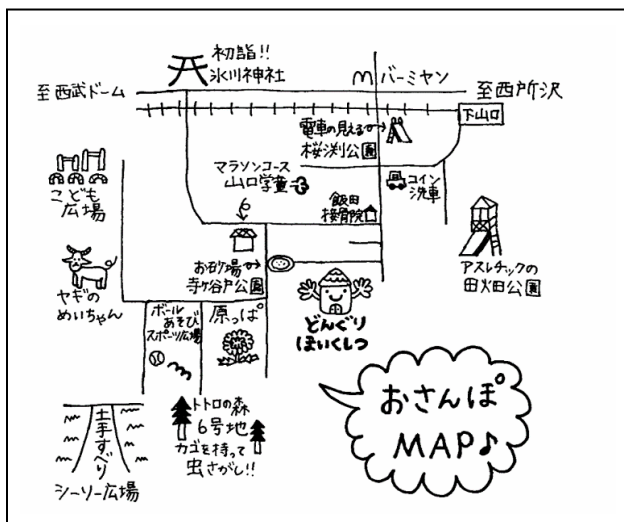 初詣!!
氷川神社
バーミヤン
至西武ドーム
至西所沢
下山口
電車の見える
桜渕公園
マラソンコース
山口学童
コイン
洗車
こども
広場
飯田
接骨院
お砂場
寺ヶ谷戸公園
アスレチックの
田畑公園
ヤギの
めいちゃん
ボール
あそび
スポーツ広場
原っぱ
どんぐり
ほいくしつ
おさんぽ
MAP♪
トトロの森
6号地
カゴを持って
虫さがし!!
土手すべり
シーソー広場